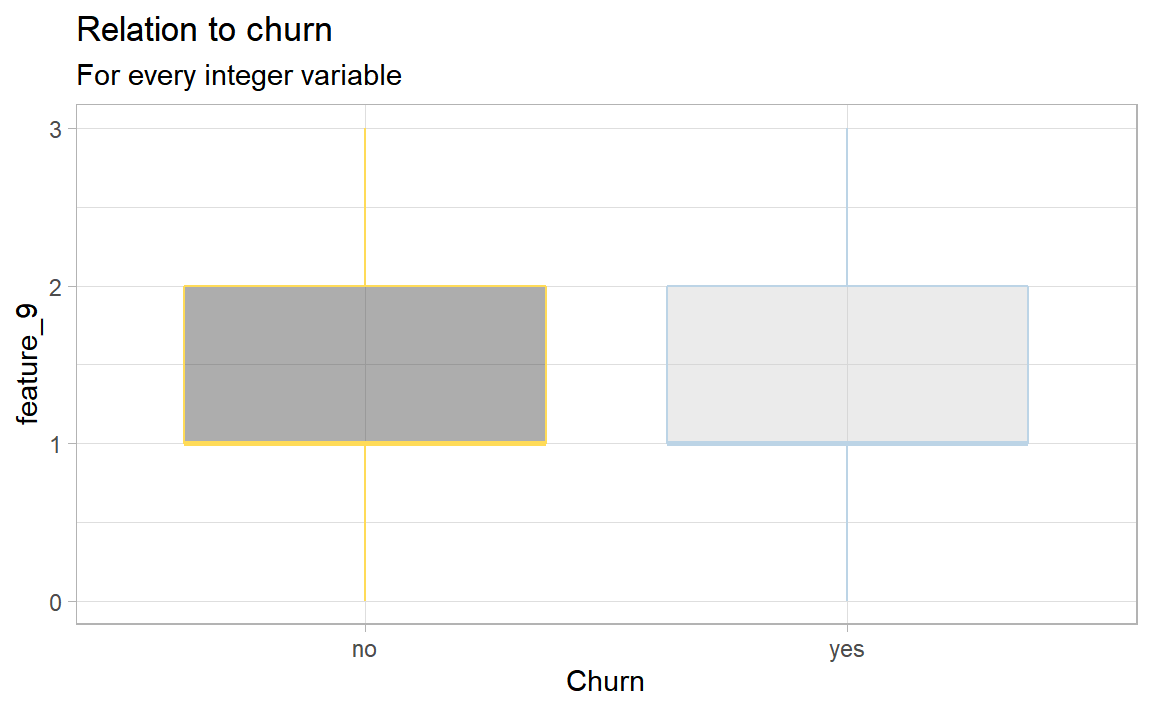 Relation to churn
For every integer variable
3
2
1
0
feature_9
no
yes
Churn